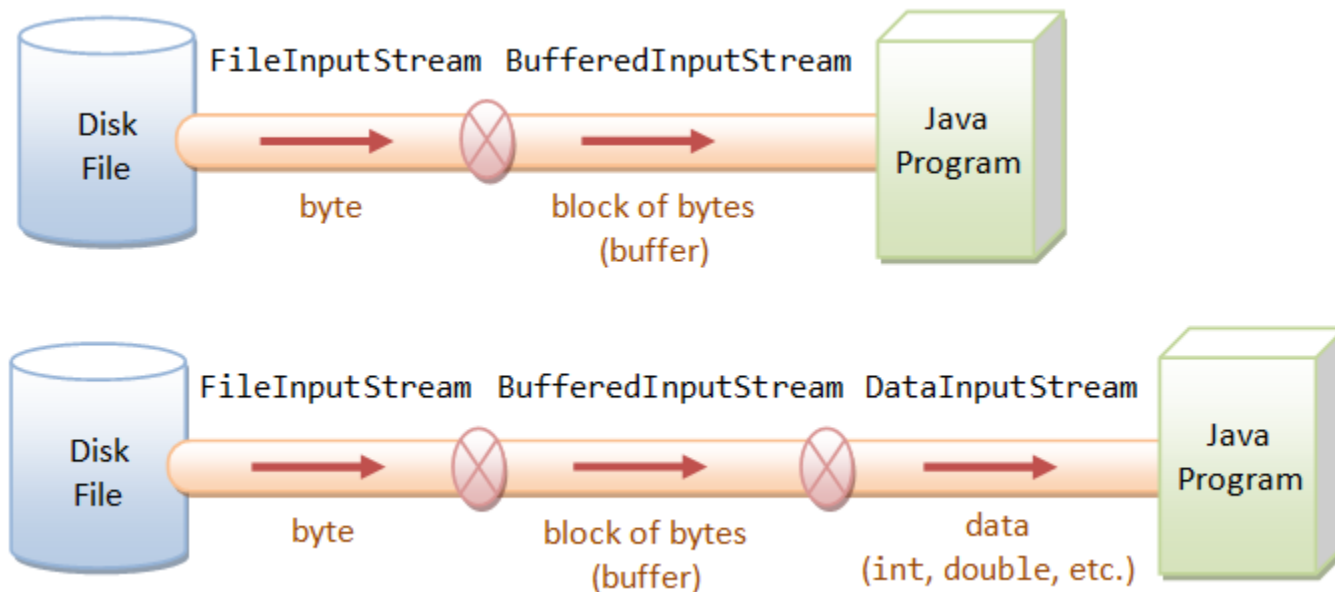 FileInputStream BufferedInputStream
Disk
File
Java
Program
byte
block of bytes
(buffer)
FileInputStream BufferedInputStream DataInputStream
Disk
File
Java
Program
byte
block of bytes
(buffer)
data
(int, double, etc.)